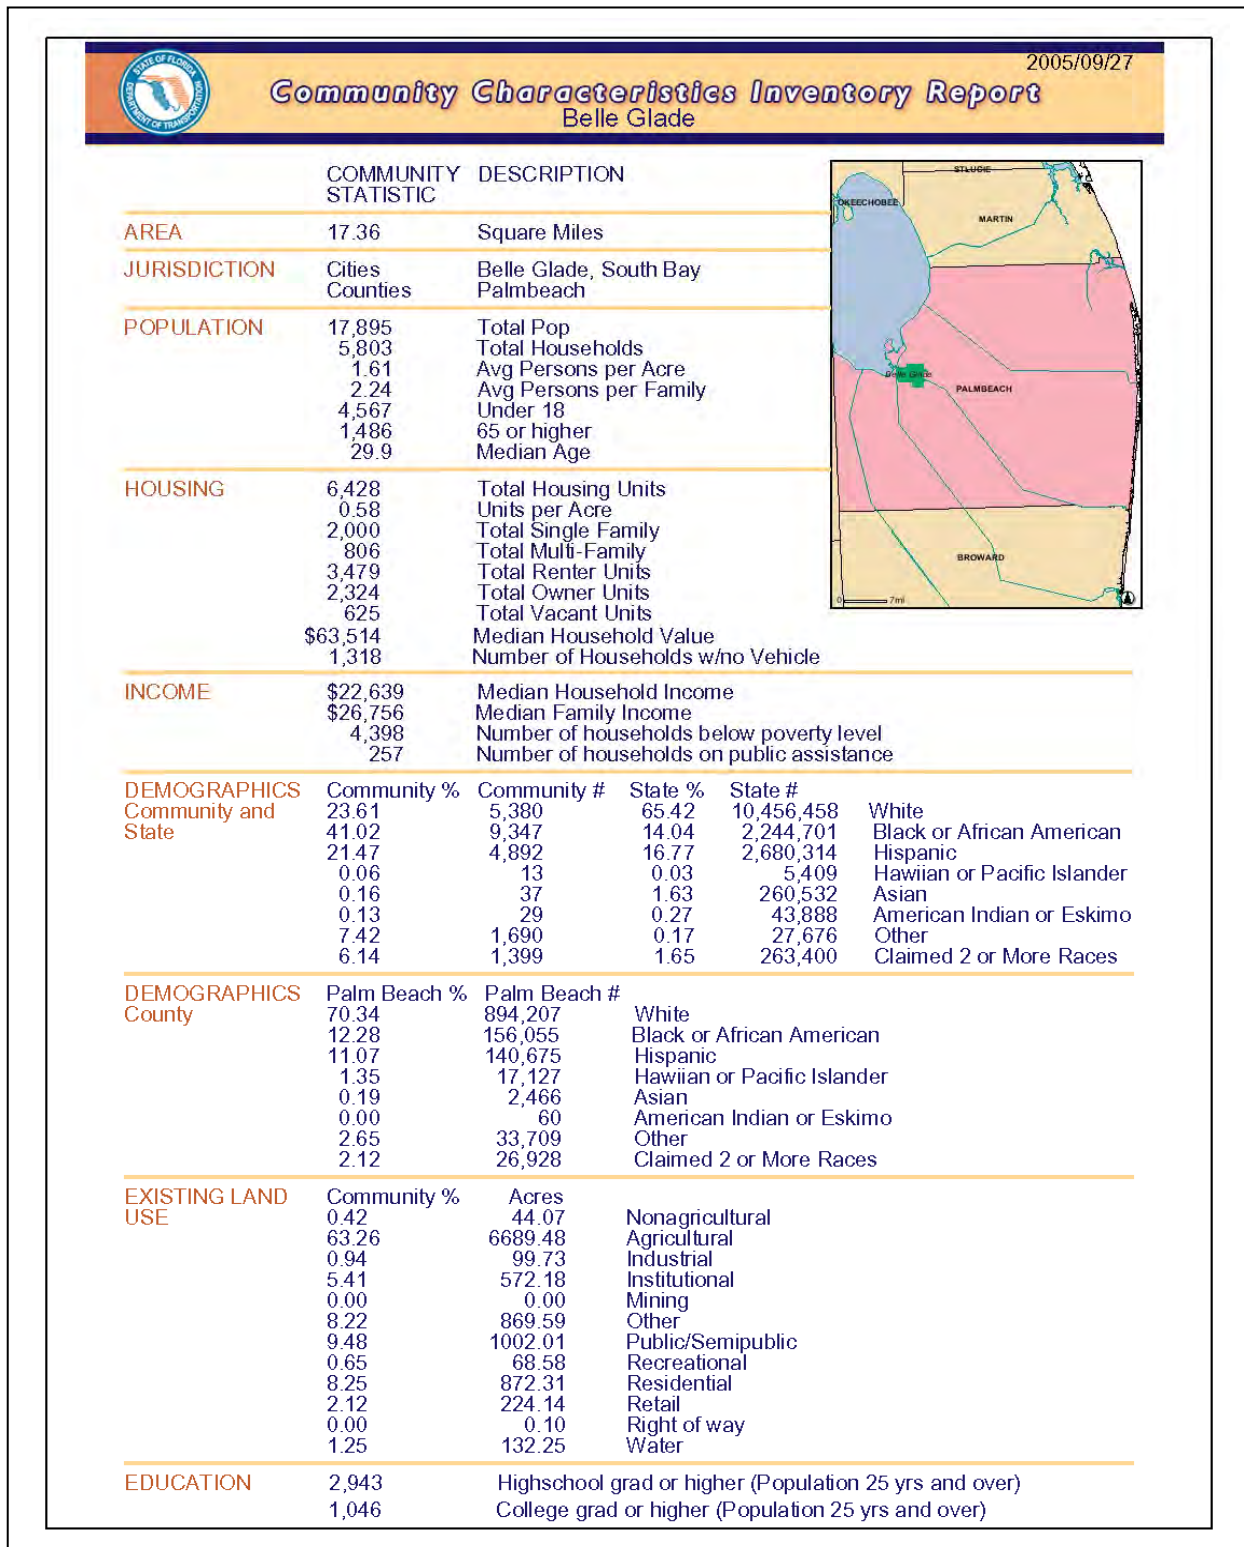 2005/09/27
STATE OF FLORIDA
DEPARTMENT OF TRANSPORTATION
Community Characteristics Inventory Report
Belle Glade
COMMUNITY STATISTIC DESCRIPTION
AREA 17.36 Square Miles
JURISDICTION Cities Belle Glade, South Bay
Counties Palmbeach
POPULATION 17,895 Total Pop
5,803 Total Households
1.61 Avg Persons per Acre
2.24 Avg Persons per Family
4,567 Under 18
1,486 65 or higher
29.9 Median Age
HOUSING 6,428 Total Housing Units
0.58 Units per Acre
2,000 Total Single Family
806 Total Multi-Family
3,479 Total Renter Units
2,324 Total Owner Units
625 Total Vacant Units
$63,514 Median Household Value
1,318 Number of Households w/no Vehicle
STLUCIE
OKEECHOBEE
MARTIN
Belle Glade
PALMBEACH
BROWARD
0 7mi
INCOME $22,639 Median Household Income
$26,756 Median Family Income
4,398 Number of households below poverty level
257 Number of households on public assistance
DEMOGRAPHICS Community % Community # State % State #
Community and 23.61 5,380 65.42 10,456,458 White
State 41.02 9,347 14.04 2,244,701 Black or African American
21.47 4,892 16.77 2,680,314 Hispanic
0.06 13 0.03 5,409 Hawiian or Pacific Islander
0.16 37 1.63 260,532 Asian
0.13 29 0.27 43,888 American Indian or Eskimo
7.42 1,690 0.17 27,676 Other
6.14 1,399 1.65 263,400 Claimed 2 or More Races
DEMOGRAPHICS Palm Beach % Palm Beach #
County 70.34 894,207 White
12.28 156,055 Black or African American
11.07 140,675 Hispanic
1.35 17,127 Hawiian or Pacific Islander
0.19 2,466 Asian
0.00 60 American Indian or Eskimo
2.65 33,709 Other
2.12 26,928 Claimed 2 or More Races
EXISTING LAND Community % Acres
USE 0.42 44.07 Nonagricultural
63.26 6689.48 Agricultural
0.94 99.73 Industrial
5.41 572.18 Institutional
0.00 0.00 Mining
8.22 869.59 Other
9.48 1002.01 Public/Semipublic
0.65 68.58 Recreational
8.25 872.31 Residential
2.12 224.14 Retail
0.00 0.10 Right of way
1.25 132.25 Water
EDUCATION 2,943 Highschool grad or higher (Population 25 yrs and over)
1,046 College grad or higher (Population 25 yrs and over)